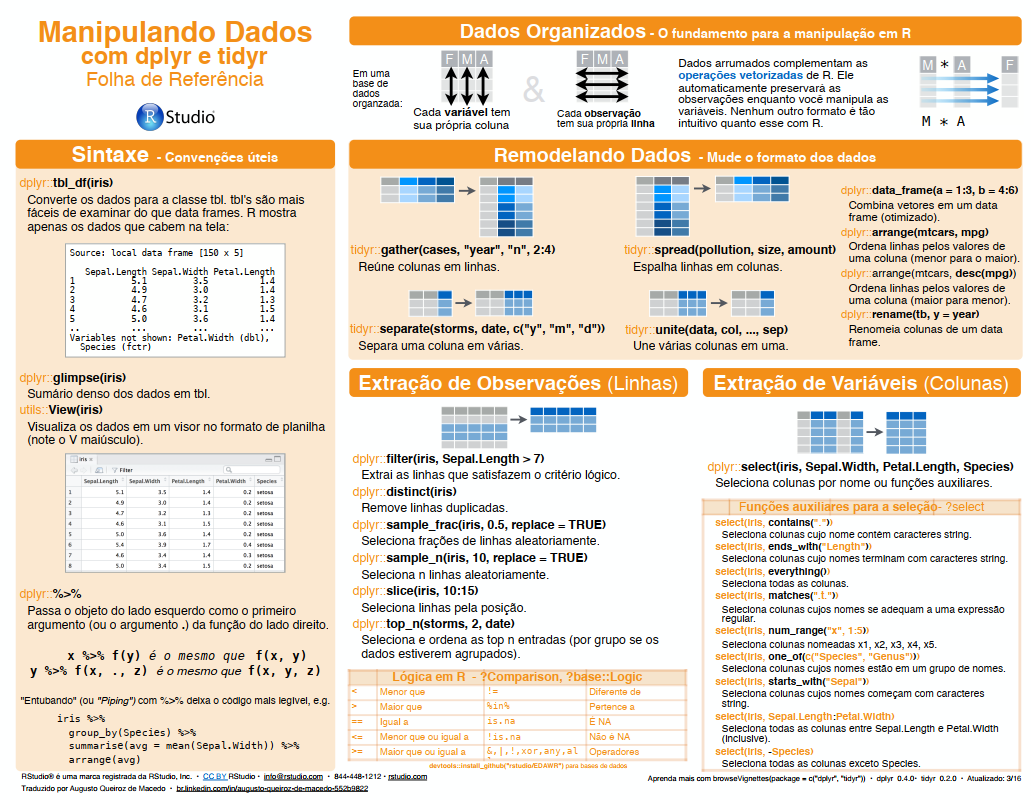 Manipulando Dados
com dplyr e tidyr
Folha de Referência
R Studio
Dados Organizados - O fundamento para a manipulação em R
Em uma
base de
dados
organzada:
F M A
Cada variável tem
sua própria coluna
&
F M A
Cada observação
tem sua própria linha
Dados arrumados complementam as
operações vetorizadas de R. Ele
automaticamente preservará as
observações enquanto você manipula as
variáveis. Nenhum outro formato é tão
intuitivo quanto esse com R.
M * A F
M * A
Sintaxe - Convenções úteis
dplyr::tbl_df(iris)
Converte os dados para a classe tbl. tbl's são mais
fáceis de examinar do que data frames. R mostra
apenas os dados que cabem na tela:
Source: local data frame [150 x 5]
Sepal.Length Sepal.Width Petal.Length
1 5.1 3.5 1.4
2 4.9 3.0 1.4
3 4.7 3.2 1.3
4 4.6 3.1 1.5
5 5.0 3.6 1.4
.. ... ... ...
Variables not shown: Petal.Width (dbl),
Species (fctr)
dplyr::glimpse(iris)
Sumário denso dos dados em tbl.
utils::View(iris)
Visualiza os dados em um visor no formato de planilha
(note o V maiúsculo).
iris ×
Filter
Sepal.Length Sepal.Width Petal.Length Petal.Width Species
1 5.1 3.5 1.4 0.2 setosa
2 4.9 3.0 1.4 0.2 setosa
3 4.7 3.2 1.3 0.2 setosa
4 4.6 3.1 1.5 0.2 setosa
5 5.0 3.6 1.4 0.2 setosa
6 5.4 3.9 1.7 0.4 setosa
7 4.6 3.4 1.4 0.3 setosa
8 5.0 3.4 1.5 0.2 setosa
dplyr::%>%
Passa o objeto do lado esquerdo como o primeiro
argumento (ou o argumento .) da função do lado direito.
x %>% f(y) é o mesmo que f(x, y)
y %>% f(x, ., z) é o mesmo que f(x, y, z)
"Entubando" (ou "Piping") com %>% deixa o código mais legível, e.g.
iris %>%
group_by(Species) %>%
summarise(avg = mean(Sepal.Width)) %>%
arrange(avg)
Remodelando Dados - Mude o formato dos dados
tidyr::gather(cases, "year", "n", 2:4)
Reúne colunas em linhas.
tidyr::spread(pollution, size, amount)
Espalha linhas em colunas.
tidyr::separate(storms, date, c("y", "m", "d"))
Separa uma coluna em várias.
tidyr::unite(data, col, ..., sep)
Une várias colunas em uma.
dplyr::data_frame(a = 1:3, b = 4:6)
Combina vetores em um data
frame (otimizado).
dplyr::arrange(mtcars, mpg)
Ordena linhas pelos valores de
uma coluna (menor para o maior).
dplyr::arrange(mtcars, desc(mpg))
Ordena linhas pelos valores de
uma coluna (maior para menor).
dplyr::rename(tb, y = year)
Renomeia colunas de um data
frame.
Extração de Observações (Linhas)
dplyr::filter(iris, Sepal.Length > 7)
Extrai as linhas que satisfazem o critério lógico.
dplyr::distinct(iris)
Remove linhas duplicadas.
dplyr::sample_frac(iris, 0.5, replace = TRUE)
Seleciona frações de linhas aleatoriamente.
dplyr::sample_n(iris, 10, replace = TRUE)
Seleciona n linhas aleatoriamente.
dplyr::slice(iris, 10:15)
Seleciona linhas pela posição.
dplyr::top_n(storms, 2, date)
Seleciona e ordena as top n entradas (por grupo se os
dados estiverem agrupados).
Lógica em R - ?Comparison, ?base::Logic
< Menor que != Diferente de
> Maior que %in% Pertence a
== Igual a is.na É NA
<= Menor que ou igual a !is.na Não é NA
>= Maior que ou igual a &,|,!,xor,any,al Operadores
devtools::install_github("rstudio/EDAWR") para bases de dados
Extração de Variáveis (Colunas)
dplyr::select(iris, Sepal.Width, Petal.Length, Species)
Seleciona colunas por nome ou funções auxiliares.
Funções auxiliares para a seleção- ?select
select(iris, contains("."))
Seleciona colunas cujo nome contém caracteres string.
select(iris, ends_with("Length"))
Seleciona colunas cujo nomes terminam com caracteres string.
select(iris, everything())
Seleciona todas as colunas.
select(iris, matches(".t."))
Seleciona colunas cujos nomes se adequam a uma expressão
regular.
select(iris, num_range("x", 1:5))
Seleciona colunas nomeadas x1, x2, x3, x4, x5.
select(iris, one_of(c("Species", "Genus")))
Seleciona colunas cujos nomes estão em um grupo de nomes.
select(iris, starts_with("Sepal"))
Seleciona colunas cujos nomes começam com caracteres
string.
select(iris, Sepal.Length:Petal.Width)
Seleciona todas as colunas entre Sepal.Length e Petal.Width
(inclusive).
select(iris, -Species)
Seleciona todas as colunas exceto Species.
RStudio® é uma marca registrada da RStudio, Inc. • CC BY RStudio • info@rstudio.com • 844-448-1212 • rstudio.com
Traduzido por Augusto Queiroz de Macedo • br.linkedin.com/in/augusto-queiroz-de-macedo-552b9822
Aprenda mais com browseVignettes(package = c("dplyr", "tidyr")) • dplyr 0.4.0• tidyr 0.2.0 • Atualizado: 3/16